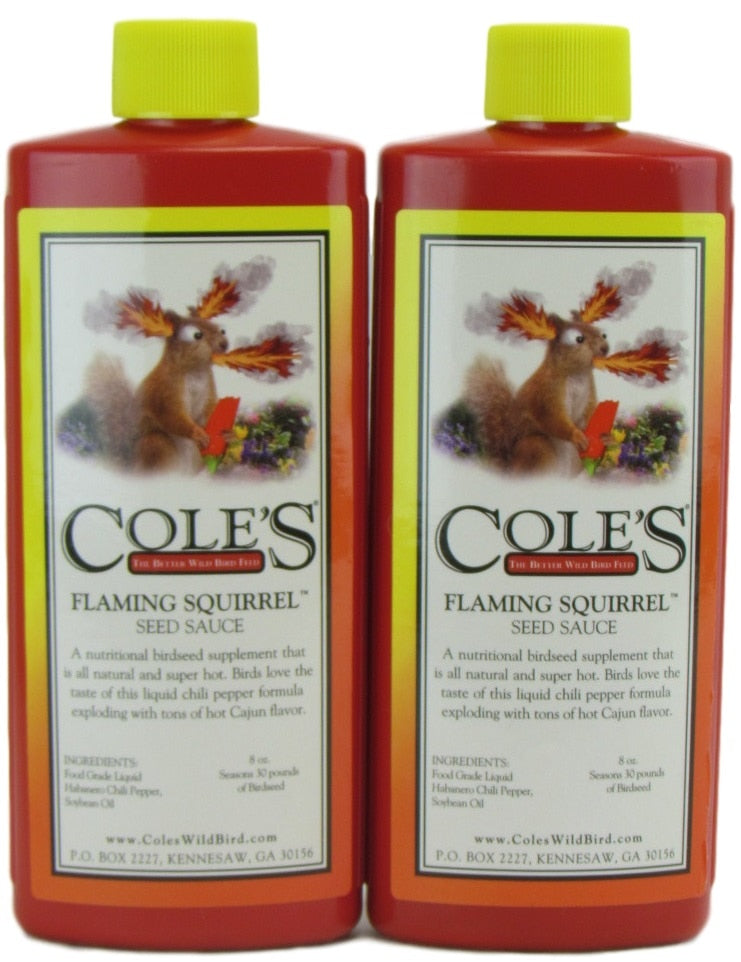 COLE'S®
THE BETTER WILD BIRD FEED
FLAMING SQUIRREL™
SEED SAUCE
A nutritional birdseed supplement that
is all natural and super hot. Birds love the
taste of this liquid chili pepper formula
exploding with tons of hot Cajun flavor.
INGREDIENTS:
Food Grade Liquid
Habanero Chili Pepper,
Soybean Oil
8 oz.
Seasons 30 pounds
of Birdseed
www.ColesWildBird.com
P.O. BOX 2227, KENNESAW, GA 30156
COLE'S®
THE BETTER WILD BIRD FEED
FLAMING SQUIRREL™
SEED SAUCE
A nutritional birdseed supplement that
is all natural and super hot. Birds love the
taste of this liquid chili pepper formula
exploding with tons of hot Cajun flavor.
INGREDIENTS:
Food Grade Liquid
Habanero Chili Pepper,
Soybean Oil
8 oz.
Seasons 30 pounds
of Birdseed
www.ColesWildBird.com
P.O. BOX 2227, KENNESAW, GA 30156